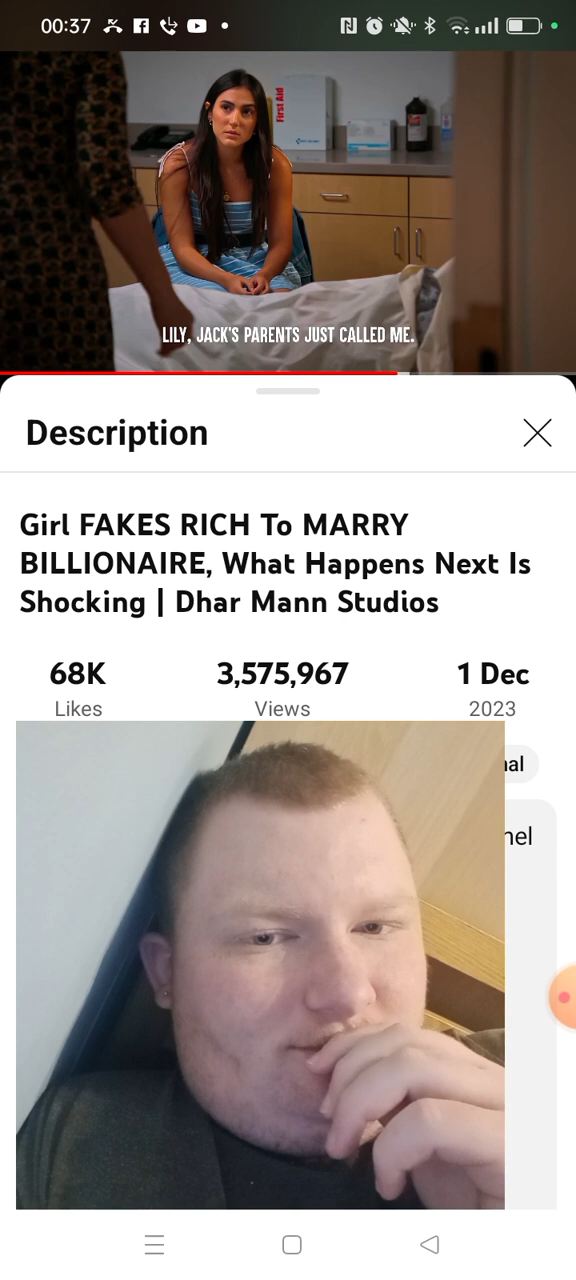 00:37
First Aid
LILY, JACK'S PARENTS JUST CALLED ME.
Description
Girl FAKES RICH To MARRY
BILLIONAIRE, What Happens Next Is
Shocking | Dhar Mann Studios
68K 3,575,967 1 Dec
Likes Views 2023
nal
nel